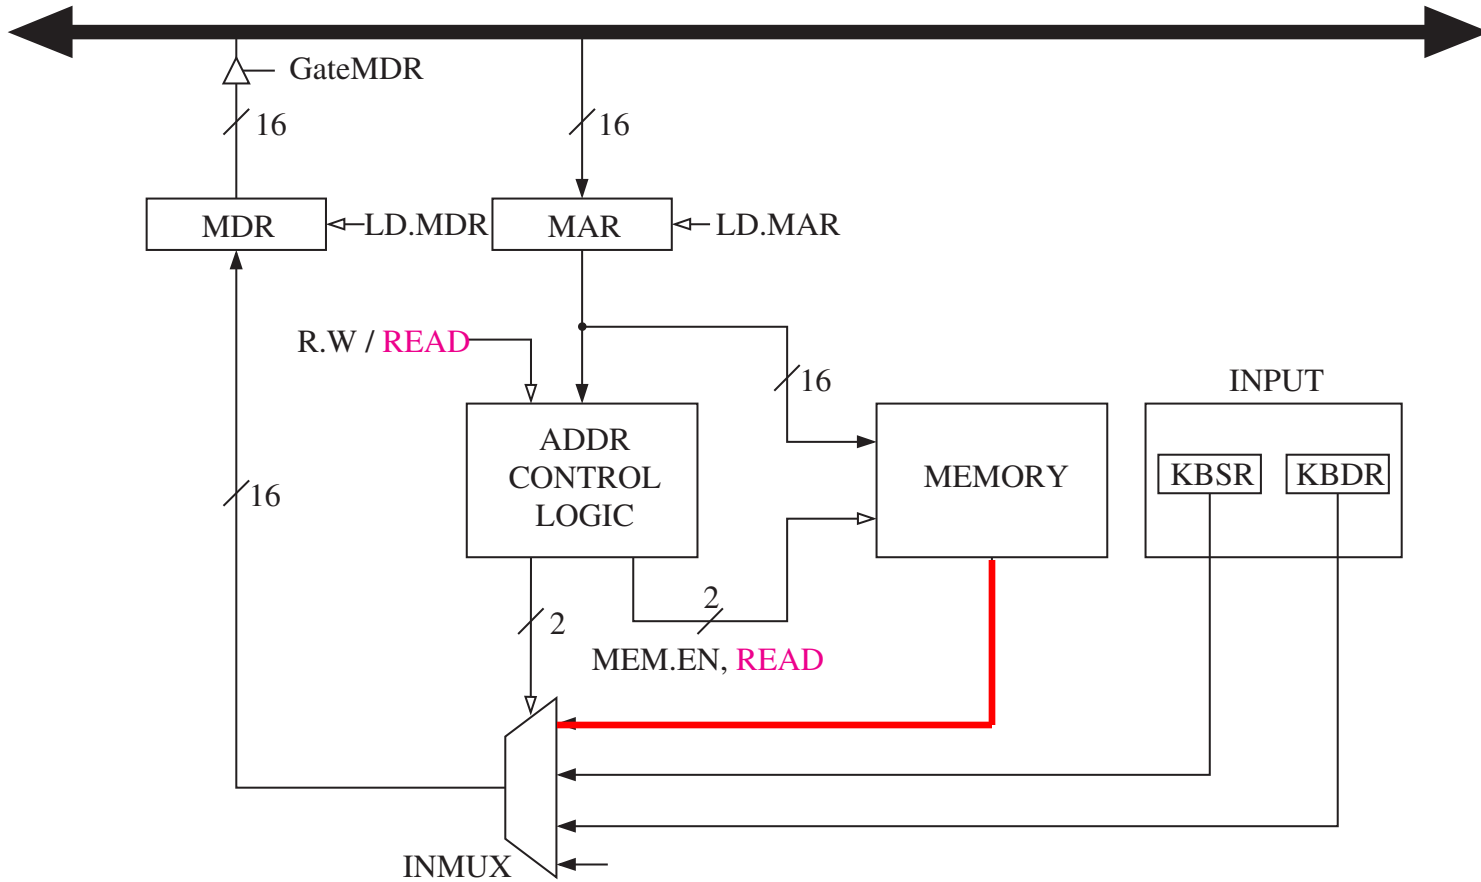 GateMDR
16
16
MDR
LD.MDR
MAR
LD.MAR
R.W / READ
16
INPUT
ADDR
CONTROL
LOGIC
MEMORY
KBSR
KBDR
16
2
2
MEM.EN, READ
INMUX